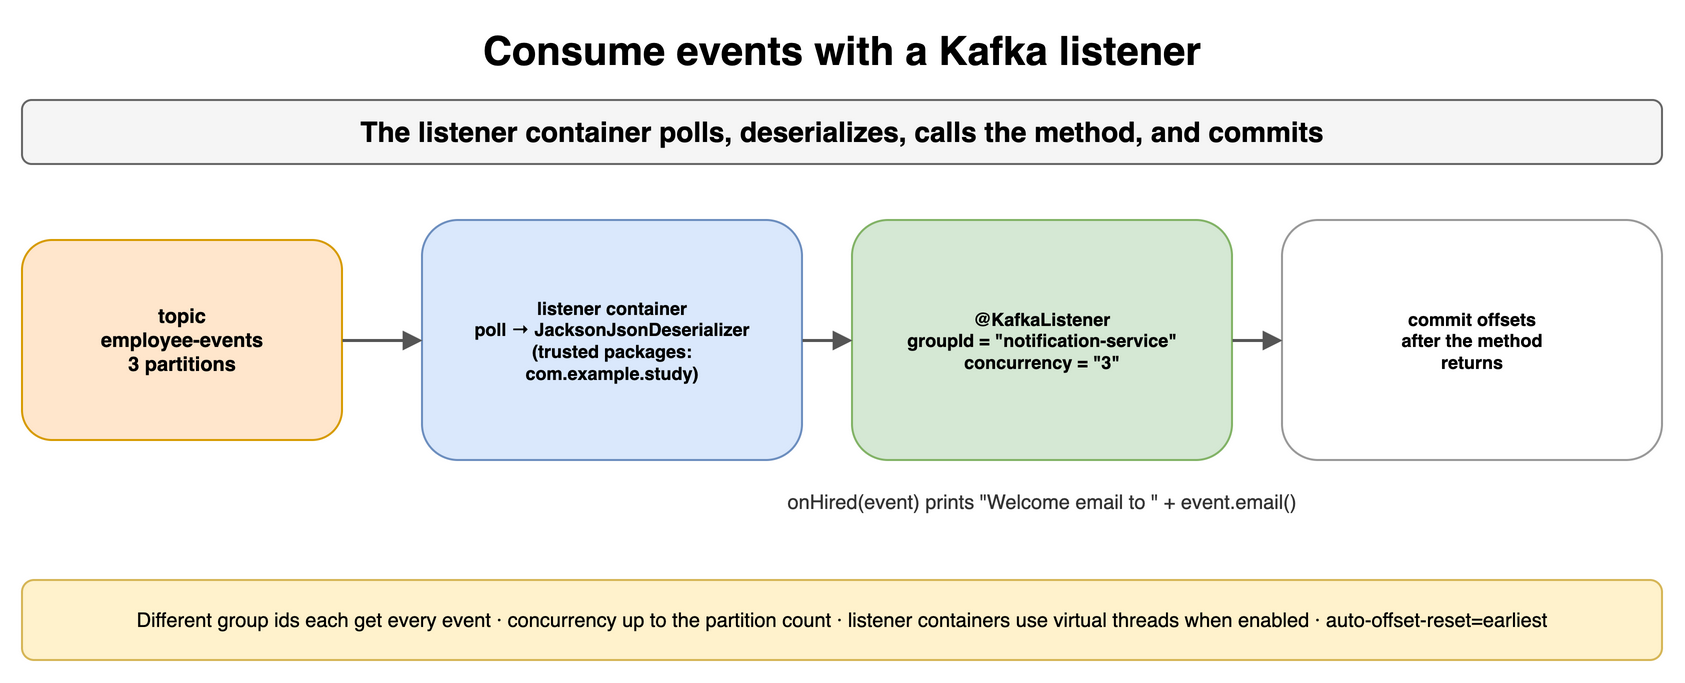 Consume events with a Kafka listener
The listener container polls, deserializes, calls the method, and commits
topic
employee-events
3 partitions
listener container
poll → JacksonJsonDeserializer
(trusted packages:
com.example.study)
@KafkaListener
groupId = "notification-service"
concurrency = "3"
commit offsets
after the method
returns
onHired(event) prints "Welcome email to " + event.email()
Different group ids each get every event · concurrency up to the partition count · listener containers use virtual threads when enabled · auto-offset-reset=earliest